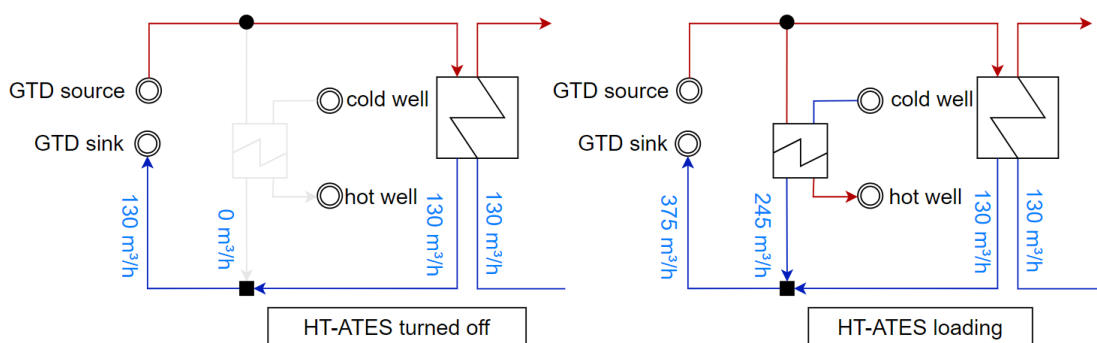 GTD source
GTD sink
cold well
hot well
130 m³/h
0 m³/h
130 m³/h
130 m³/h
HT-ATES turned off
GTD source
GTD sink
cold well
hot well
375 m³/h
245 m³/h
130 m³/h
130 m³/h
HT-ATES loading